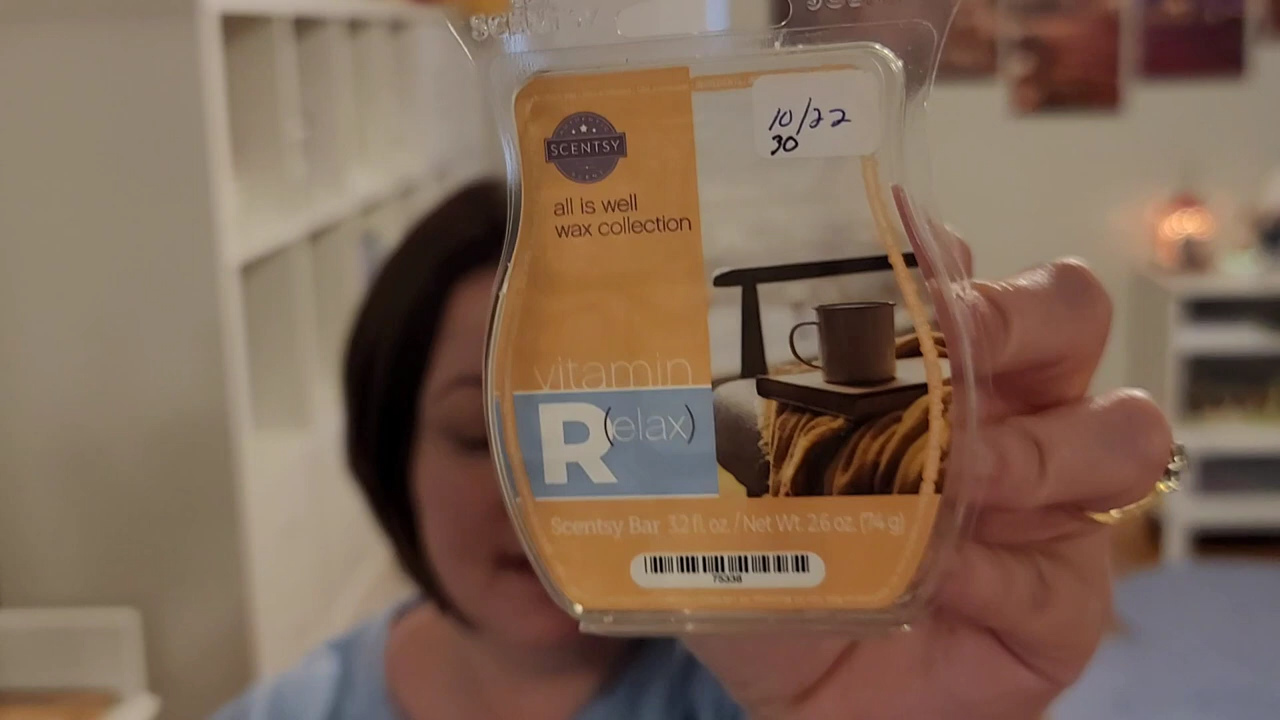 10/22
30
SCENTSY
all is well
wax collection
vitamin
R(elax)
Scentsy Bar 3.2 fl. oz. / Net Wt. 2.6 oz. (74 g)
75338